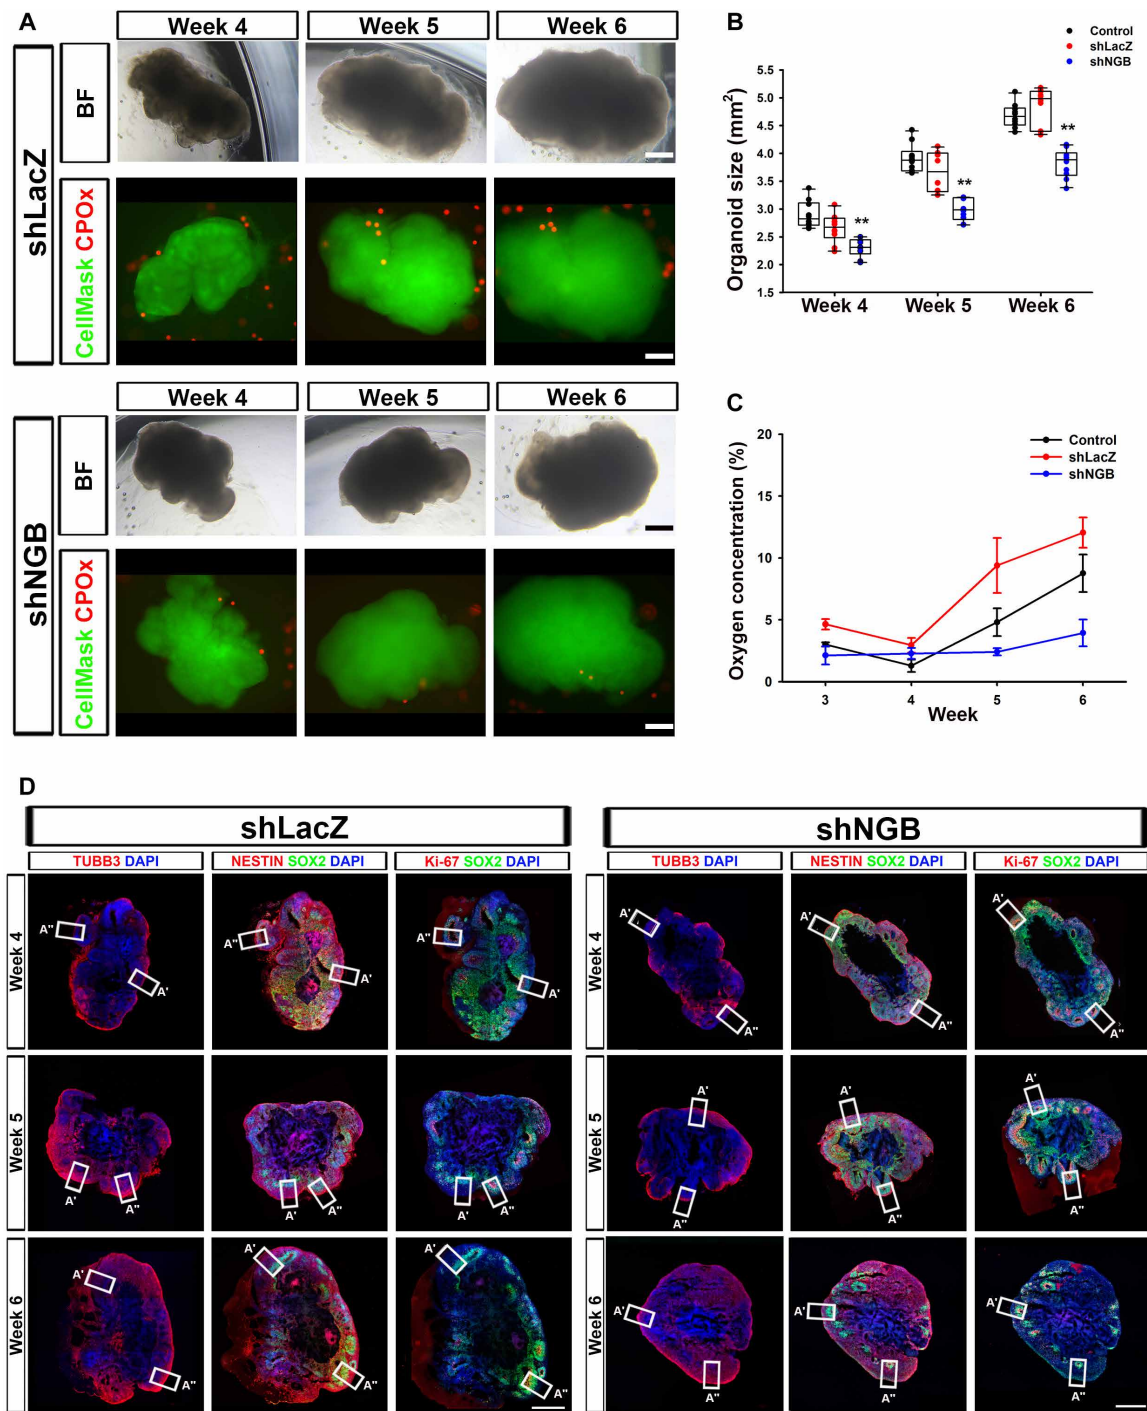 A
Week 4 Week 5 Week 6
shLacZ
BF
CellMask CPOx
Week 4 Week 5 Week 6
shNGB
BF
CellMask CPOx
B
Control
shLacZ
shNGB
Organoid size (mm²)
5.5
5.0
4.5
4.0
3.5
3.0
2.5
2.0
1.5
**
**
**
Week 4 Week 5 Week 6
C
Control
shLacZ
shNGB
Oxygen concentration (%)
20
15
10
5
0
3 4 5 6
Week
D
shLacZ shNGB
TUBB3 DAPI NESTIN SOX2 DAPI Ki-67 SOX2 DAPI TUBB3 DAPI NESTIN SOX2 DAPI Ki-67 SOX2 DAPI
Week 4
A" A' A" A' A" A'
Week 4
A' A" A' A" A' A"
Week 5
A' A" A' A" A' A"
Week 5
A' A" A' A" A' A"
Week 6
A' A" A' A" A' A"
Week 6
A' A" A' A" A' A"